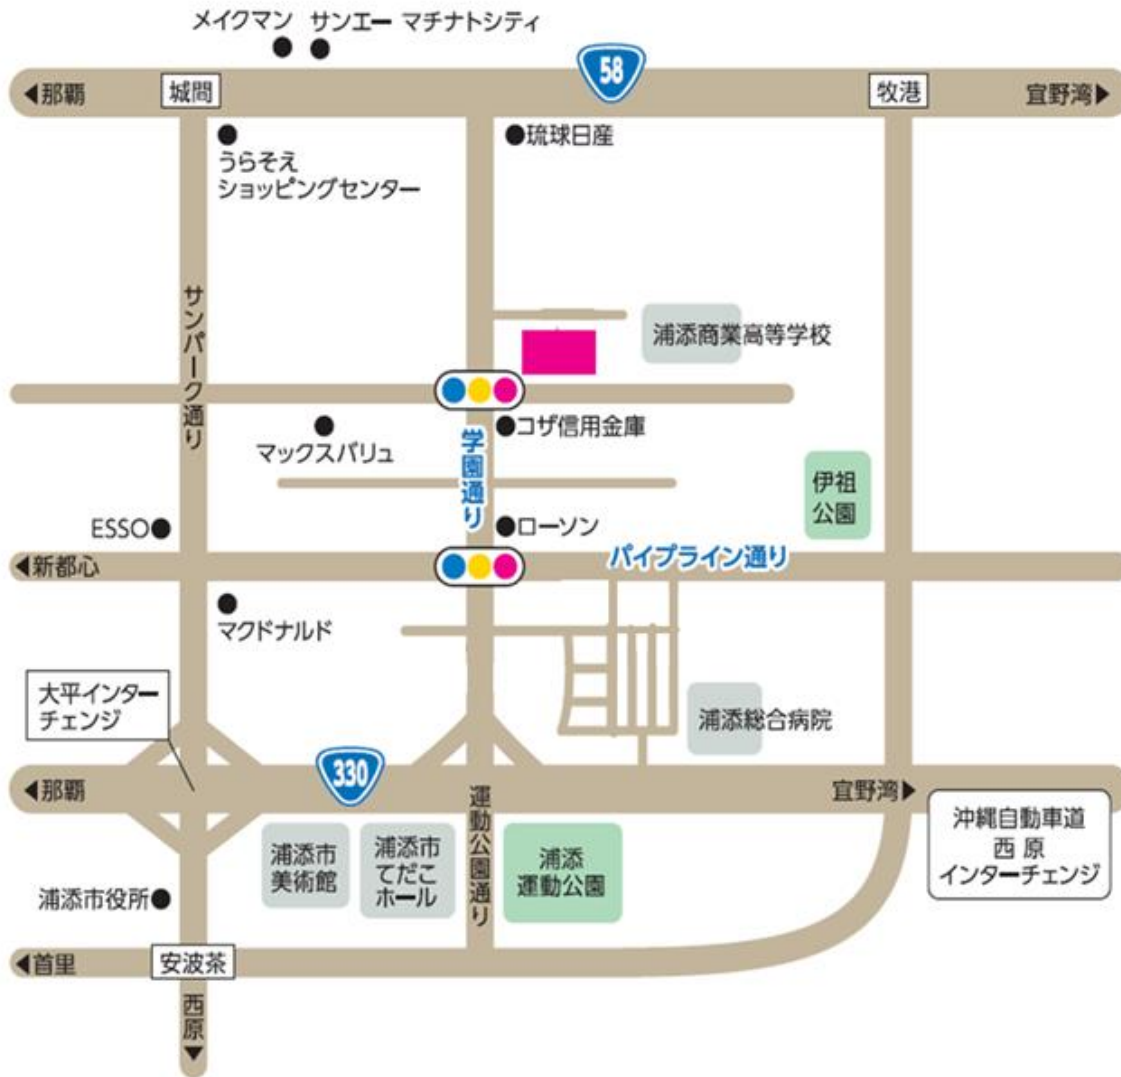 メイクマン
サンエー マチナトシティ
58
◀那覇
城間
牧港
宜野湾▶
●琉球日産
うらそえ
ショッピングセンター
サンパーク通り
浦添商業高等学校
●コザ信用金庫
マックスバリュ
学園通り
伊祖
公園
ESSO●
●ローソン
◀新都心
パイプライン通り
マクドナルド
大平インター
チェンジ
浦添総合病院
330
◀那覇
宜野湾▶
運動公園通り
沖縄自動車道
西原
インターチェンジ
浦添市
美術館
浦添市
てだこ
ホール
浦添
運動公園
浦添市役所●
◀首里
安波茶
西原▼